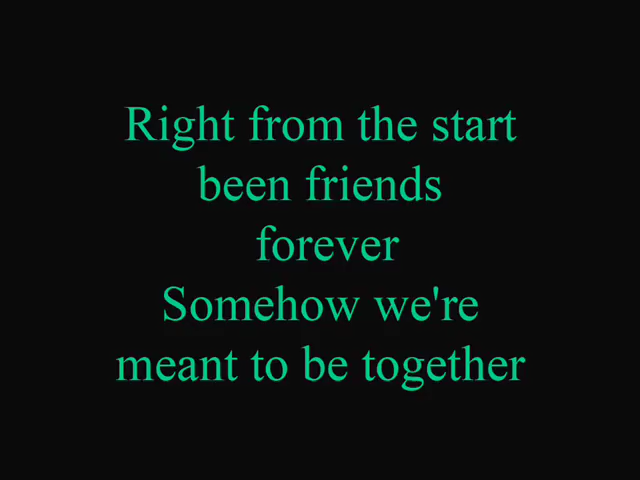 Right from the start
been friends
forever
Somehow we're
meant to be together